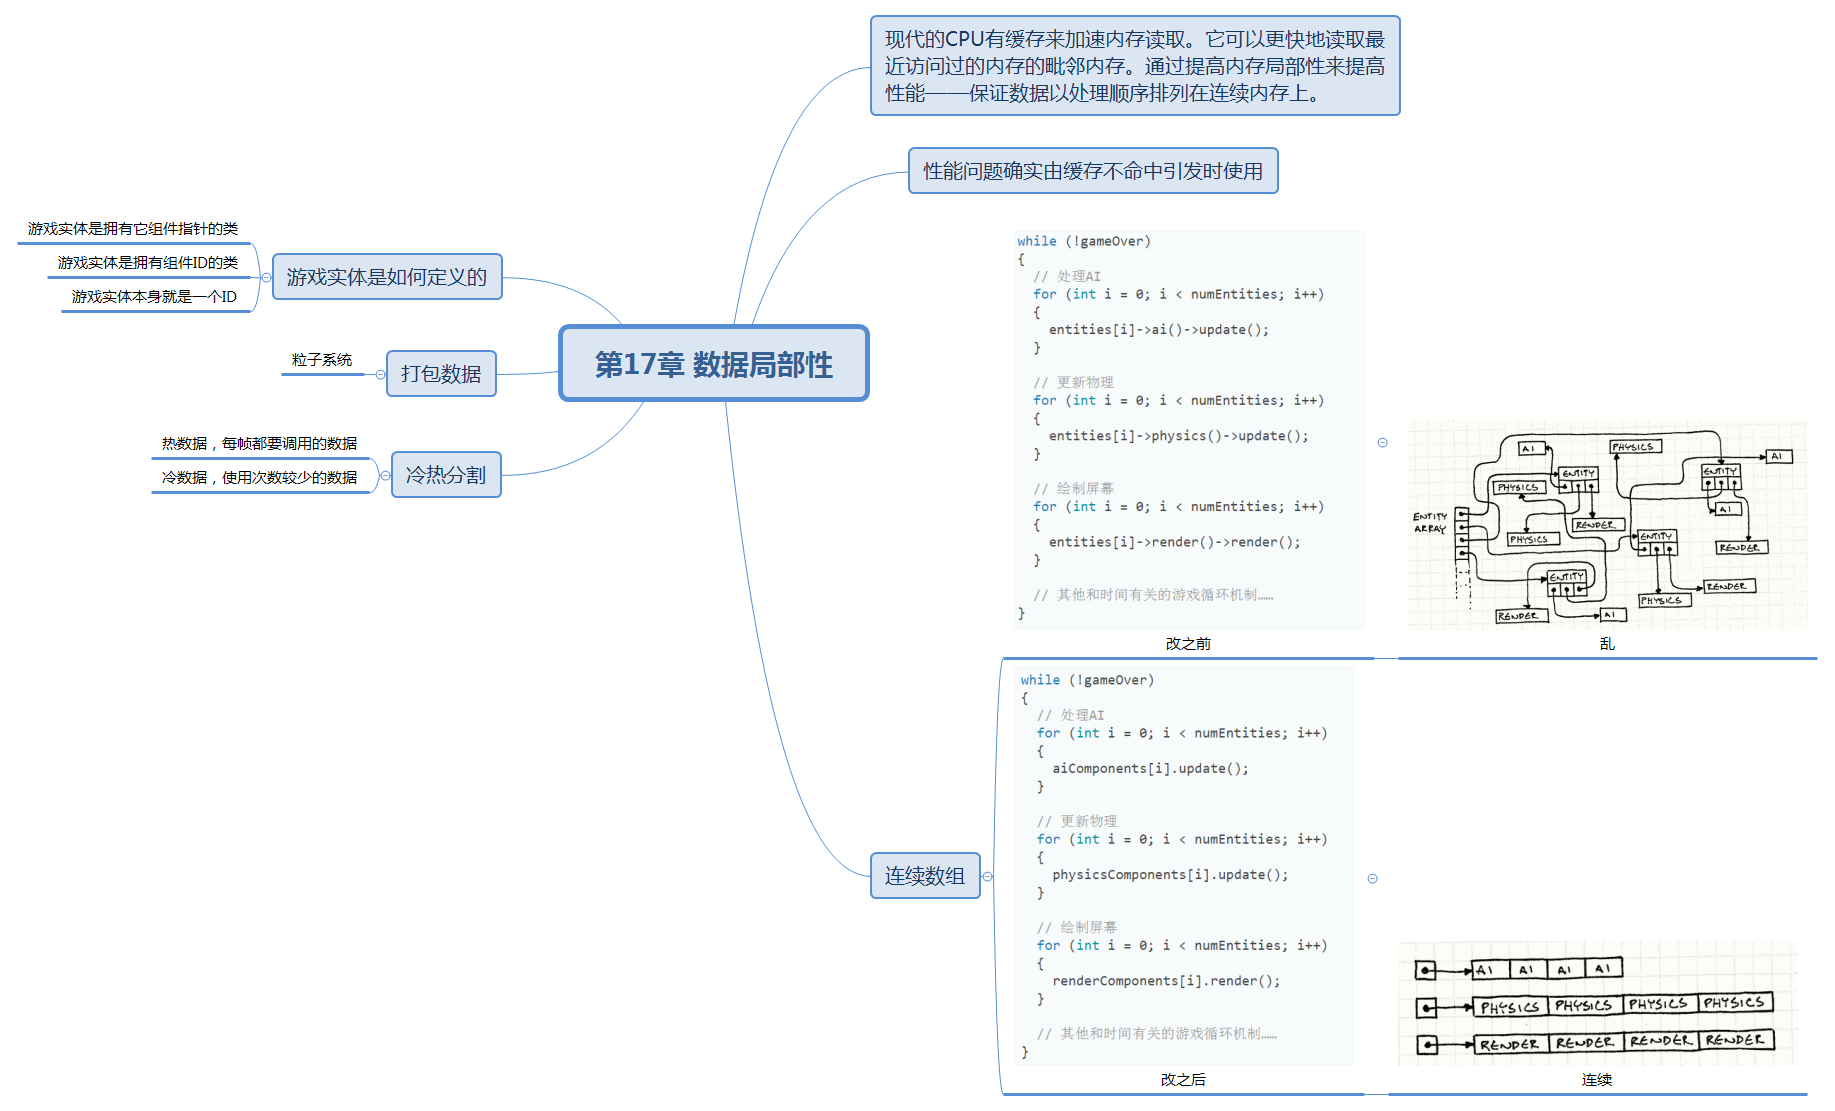 现代的CPU有缓存来加速内存读取。它可以更快地读取最
近访问过的内存的毗邻内存。通过提高内存局部性来提高
性能——保证数据以处理顺序排列在连续内存上。
性能问题确实由缓存不命中引发时使用
游戏实体是拥有它组件指针的类
游戏实体是拥有组件ID的类
游戏实体本身就是一个ID
游戏实体是如何定义的
粒子系统
打包数据
第17章 数据局部性
热数据，每帧都要调用的数据
冷数据，使用次数较少的数据
冷热分割
连续数组
while (!gameOver)
{
// 处理AI
for (int i = 0; i < numEntities; i++)
{
entities[i]->ai()->update();
}
// 更新物理
for (int i = 0; i < numEntities; i++)
{
entities[i]->physics()->update();
}
// 绘制屏幕
for (int i = 0; i < numEntities; i++)
{
entities[i]->render()->render();
}
// 其他和时间有关的游戏循环机制……
}
改之前
AI
PHYSICS
AI
ENTITY
ENTITY
PHYSICS
AI
ENTITY
ARRAY
RENDER
PHYSICS
ENTITY
RENDER
ENTITY
RENDER
PHYSICS
RENDER
AI
乱
while (!gameOver)
{
// 处理AI
for (int i = 0; i < numEntities; i++)
{
aiComponents[i].update();
}
// 更新物理
for (int i = 0; i < numEntities; i++)
{
physicsComponents[i].update();
}
// 绘制屏幕
for (int i = 0; i < numEntities; i++)
{
renderComponents[i].render();
}
// 其他和时间有关的游戏循环机制……
}
改之后
AI AI AI AI
PHYSICS PHYSICS PHYSICS PHYSICS
RENDER RENDER RENDER RENDER
连续